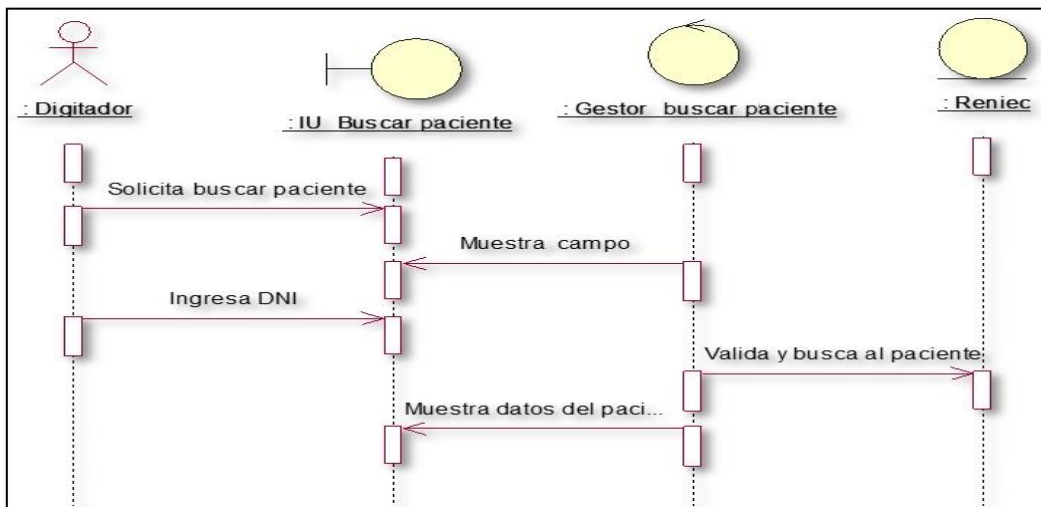 : Digitador
: IU Buscar paciente
: Gestor buscar paciente
: Reniec
Solicita buscar paciente
Muestra campo
Ingresa DNI
Valida y busca al paciente
Muestra datos del paci...